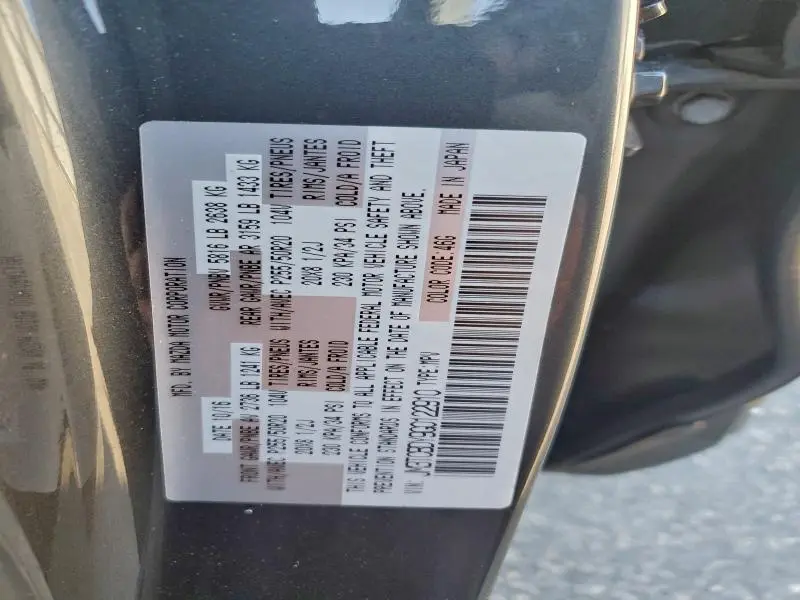 MFD. BY MAZDA MOTOR CORPORATION
DATE 10/16 GVWR/PNBV 5816 LB 2638 KG
FRONT GAWR/PNBE AV 2736 LB 1241 KG REAR GAWR/PNBE AR 3159 LB 1433 KG
WITH/AVEC P255/50R20 104V TIRES/PNEUS WITH/AVEC P255/50R20 104V TIRES/PNEUS
20X8 1/2J RIMS/JANTES 20X8 1/2J RIMS/JANTES
230 KPA/34 PSI COLD/A FROID 230 KPA/34 PSI COLD/A FROID
THIS VEHICLE CONFORMS TO ALL APPLICABLE FEDERAL MOTOR VEHICLE SAFETY AND THEFT
PREVENTION STANDARDS IN EFFECT ON THE DATE OF MANUFACTURE SHOWN ABOVE.
VIN: TYPE:MPV COLOR CODE:46G MADE IN JAPAN